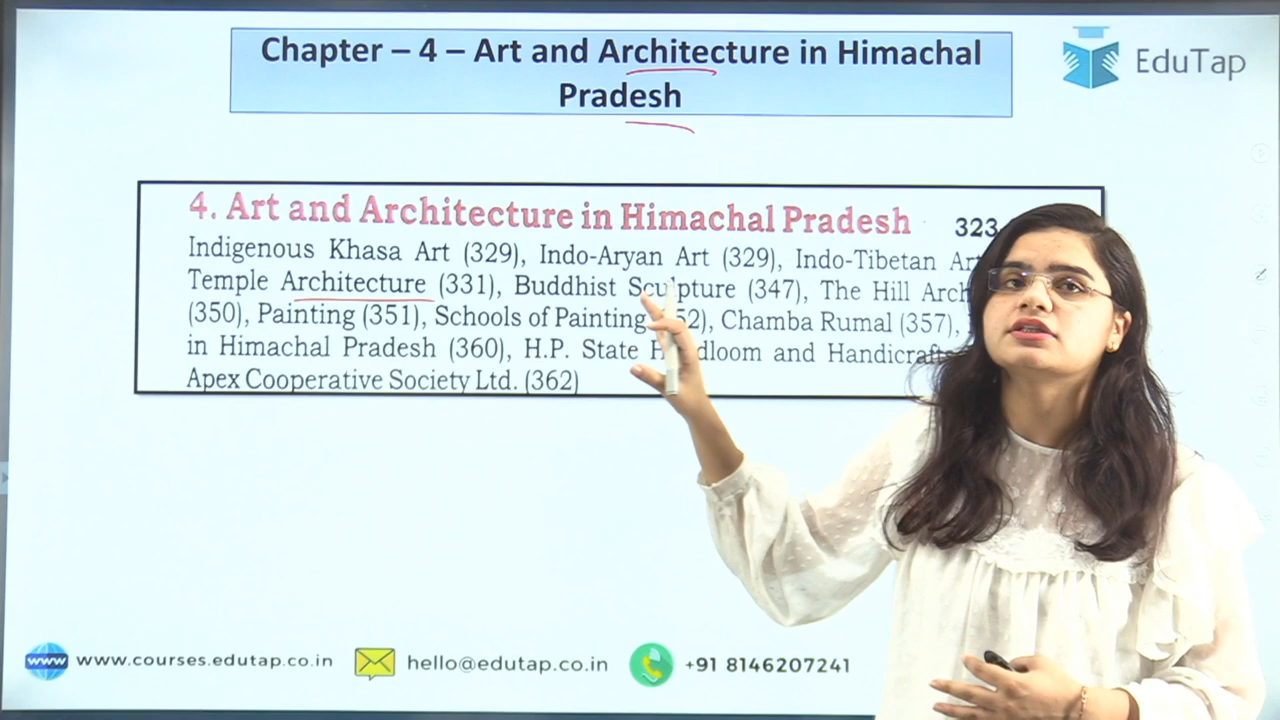 Chapter – 4 – Art and Architecture in Himachal
Pradesh
EduTap
4. Art and Architecture in Himachal Pradesh 323
Indigenous Khasa Art (329), Indo-Aryan Art (329), Indo-Tibetan Art
Temple Architecture (331), Buddhist Sculpture (347), The Hill
(350), Painting (351), Schools of Painting Chamba Rumal (357),
in Himachal Pradesh (360), H.P. State and
Apex Cooperative Society Ltd. (362)
www www.courses.edutap.co.in hello@edutap.co.in +91 8146207241